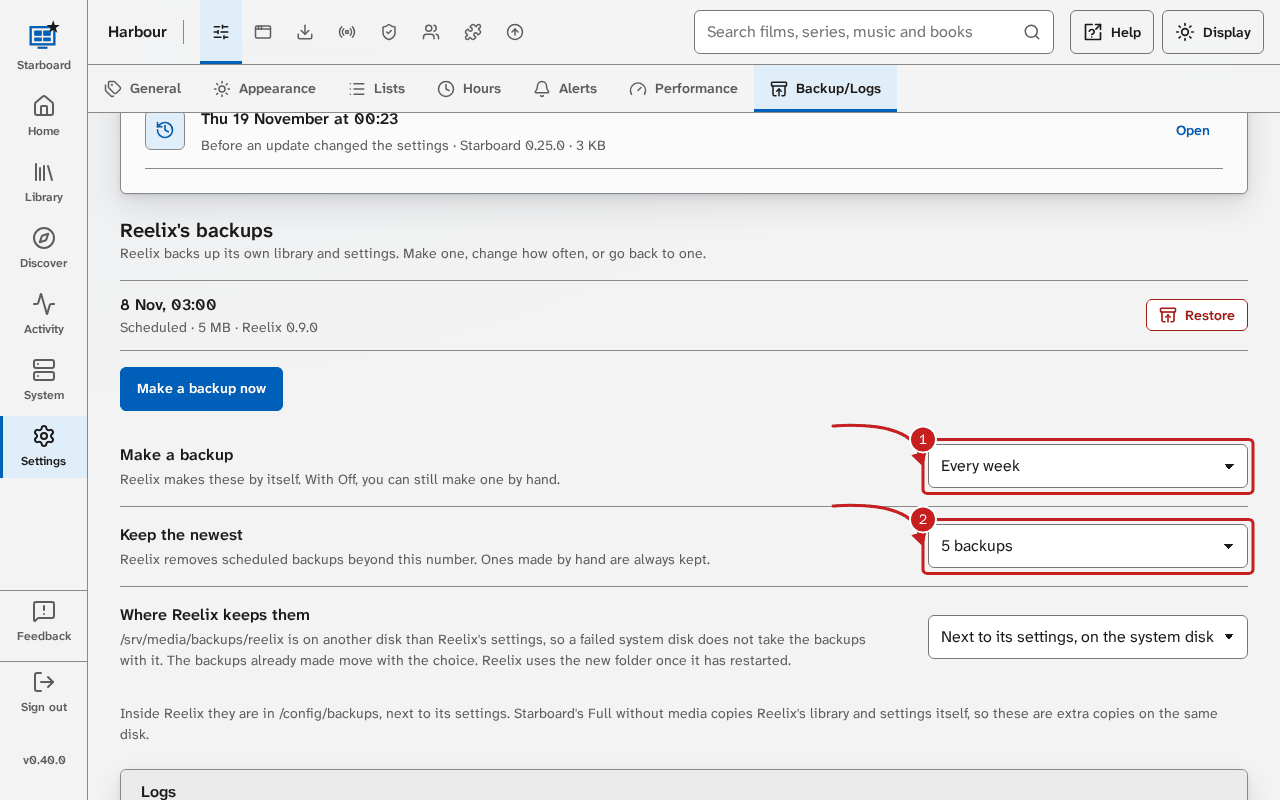 Starboard
Home
Library
Discover
Activity
System
Settings
Feedback
Sign out
v0.40.0
Harbour
Search films, series, music and books
Help
Display
General
Appearance
Lists
Hours
Alerts
Performance
Backup/Logs
Thu 19 November at 00:23
Before an update changed the settings · Starboard 0.25.0 · 3 KB
Open
Reelix's backups
Reelix backs up its own library and settings. Make one, change how often, or go back to one.
8 Nov, 03:00
Scheduled · 5 MB · Reelix 0.9.0
Restore
Make a backup now
Make a backup
Reelix makes these by itself. With Off, you can still make one by hand.
1
Every week
Keep the newest
Reelix removes scheduled backups beyond this number. Ones made by hand are always kept.
2
5 backups
Where Reelix keeps them
/srv/media/backups/reelix is on another disk than Reelix's settings, so a failed system disk does not take the backups
with it. The backups already made move with the choice. Reelix uses the new folder once it has restarted.
Next to its settings, on the system disk
Inside Reelix they are in /config/backups, next to its settings. Starboard's Full without media copies Reelix's library and settings itself, so these are extra copies on the same
disk.
Logs